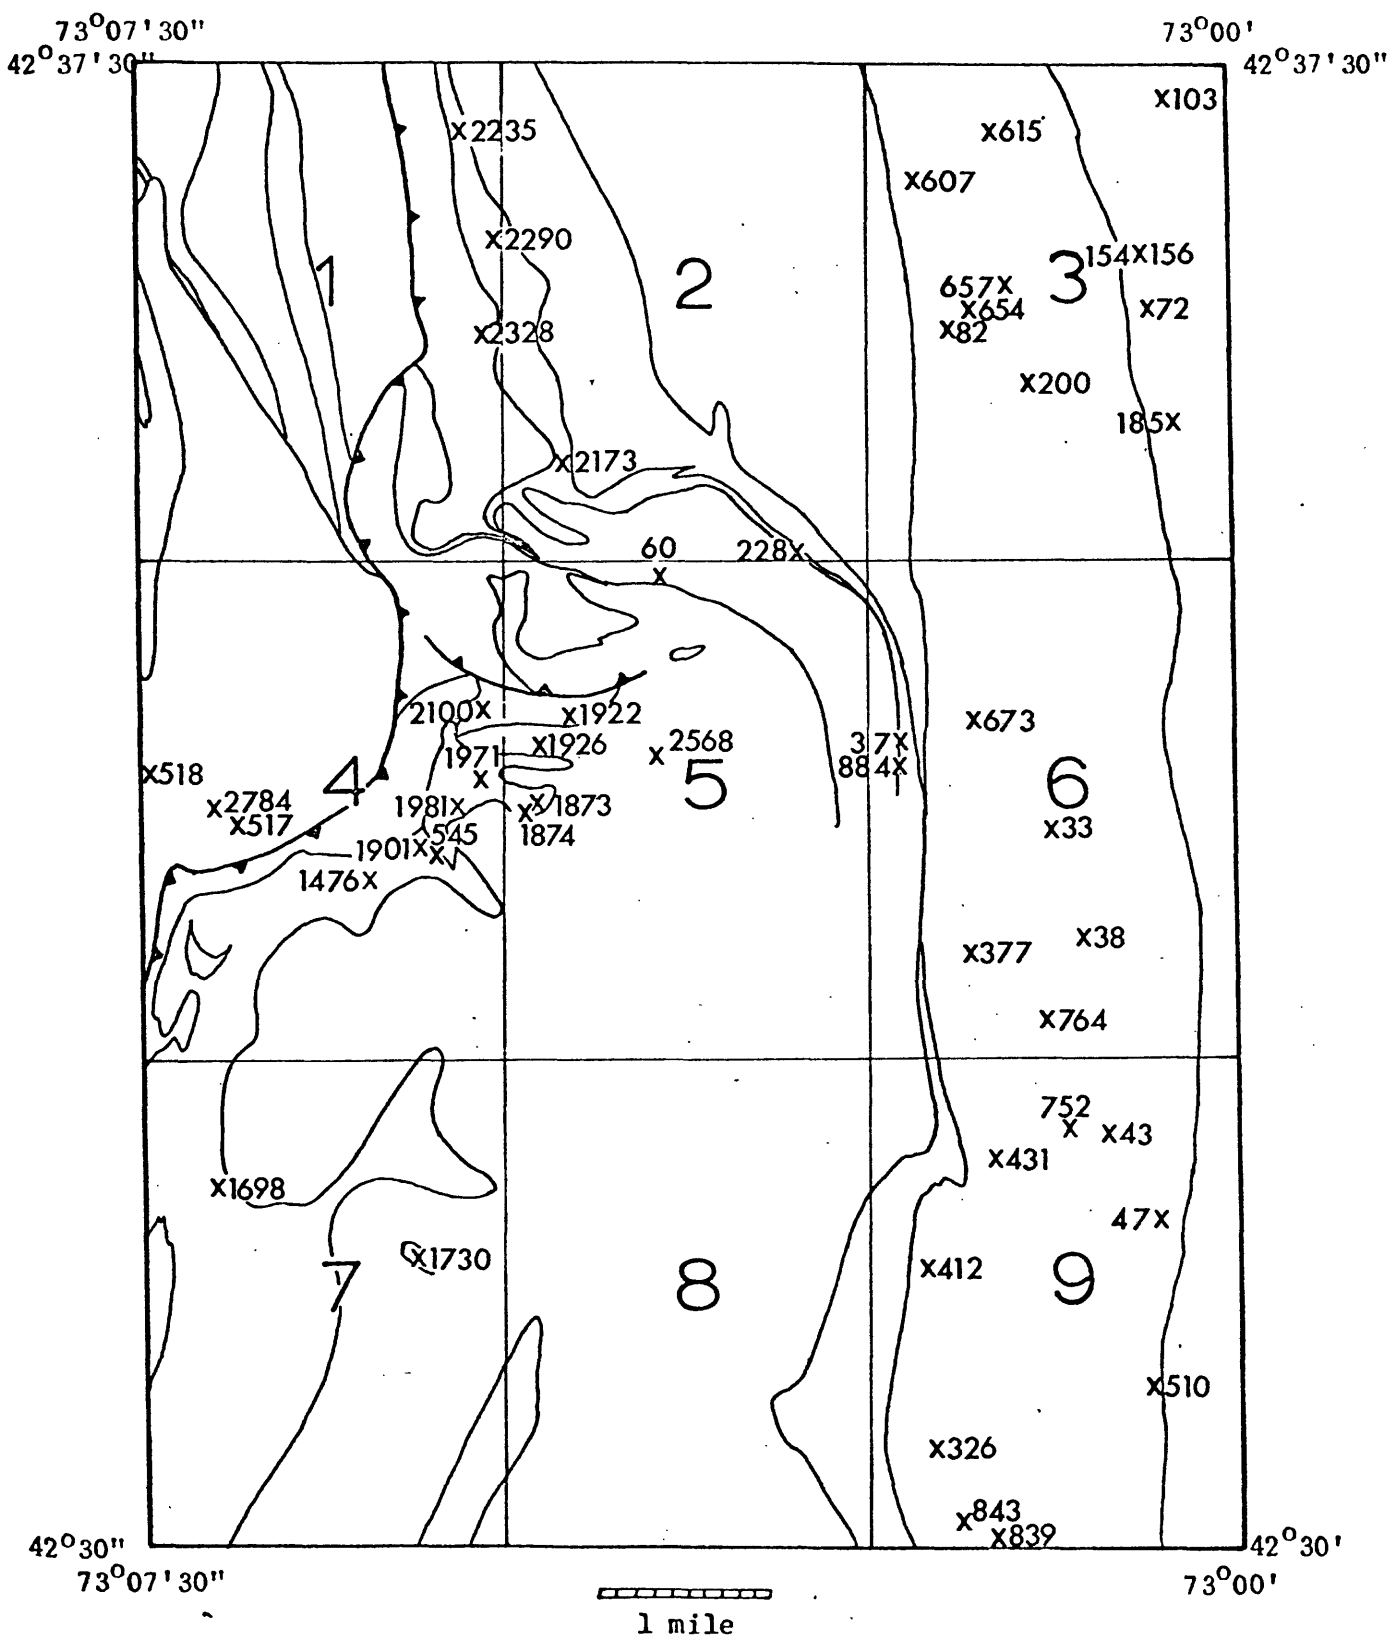 73°07'30" 73°00'
42°37'30" 42°37'30"
x103
x2235 x615
x607
x2290 154x156
1 2 3
657x
x654 x72
x2328 x82
x200
185x
x2173
60 228x
x
2100x x1922 x673
1971 x1926 x2568 37x
x
x518 4 5 884x 6
x2784 1981x x1873
x517 x x33
545 1874
1901x x
1476x
x38
x377
x764
752
x x43
x431
x1698
47x
x1730 x412
7 8 9
x510
x326
x843
x839
42°30" 42°30'
73°07'30" 73°00'
1 mile